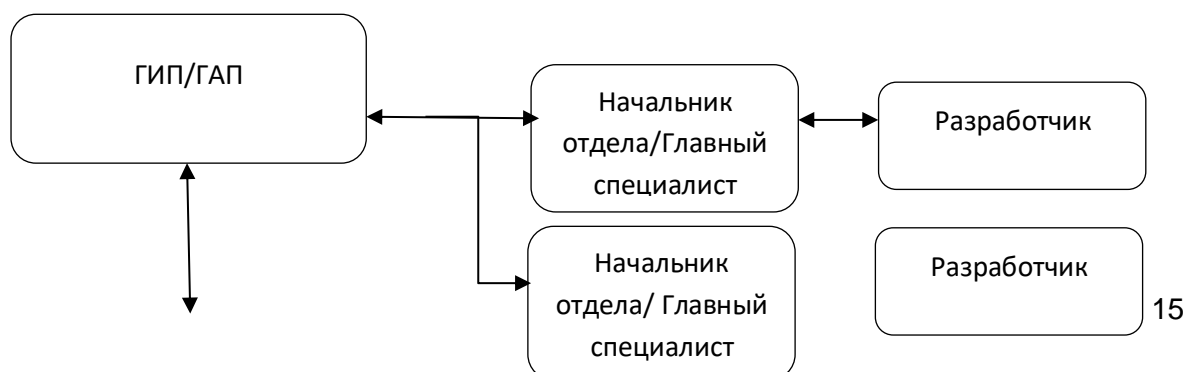 ГИП/ГАП
Начальник
отдела/Главный
специалист
Разработчик
Начальник
отдела/ Главный
специалист
Разработчик
15